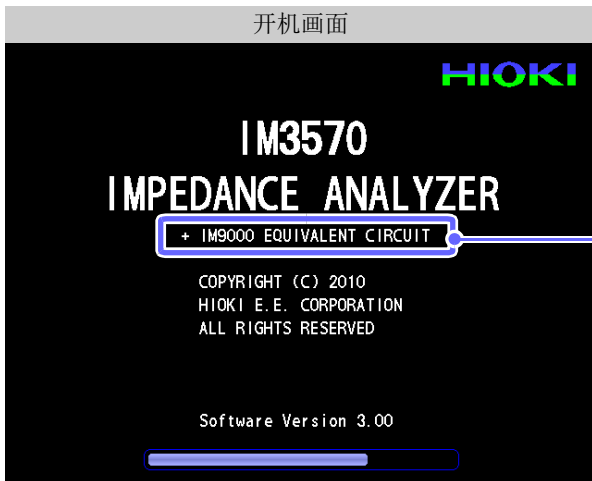 开机画面
HIOKI
IM3570
IMPEDANCE ANALYZER
+ IM9000 EQUIVALENT CIRCUIT
COPYRIGHT (C) 2010
HIOKI E.E. CORPORATION
ALL RIGHTS RESERVED
Software Version 3.00